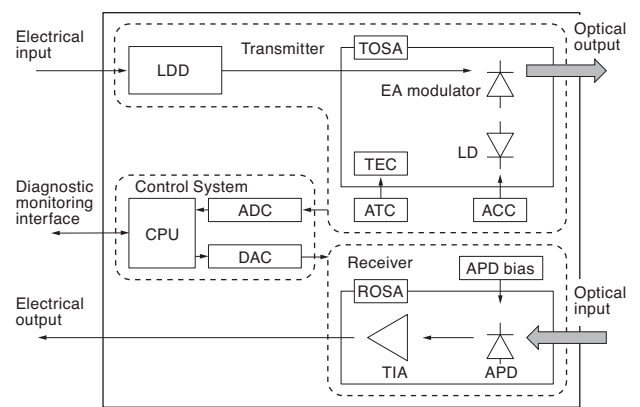 Electrical
input
Transmitter
TOSA
Optical
output
LDD
EA modulator
LD
TEC
Diagnostic
monitoring
interface
Control System
ADC
ATC
ACC
CPU
DAC
Receiver
APD bias
Electrical
output
ROSA
Optical
input
TIA
APD